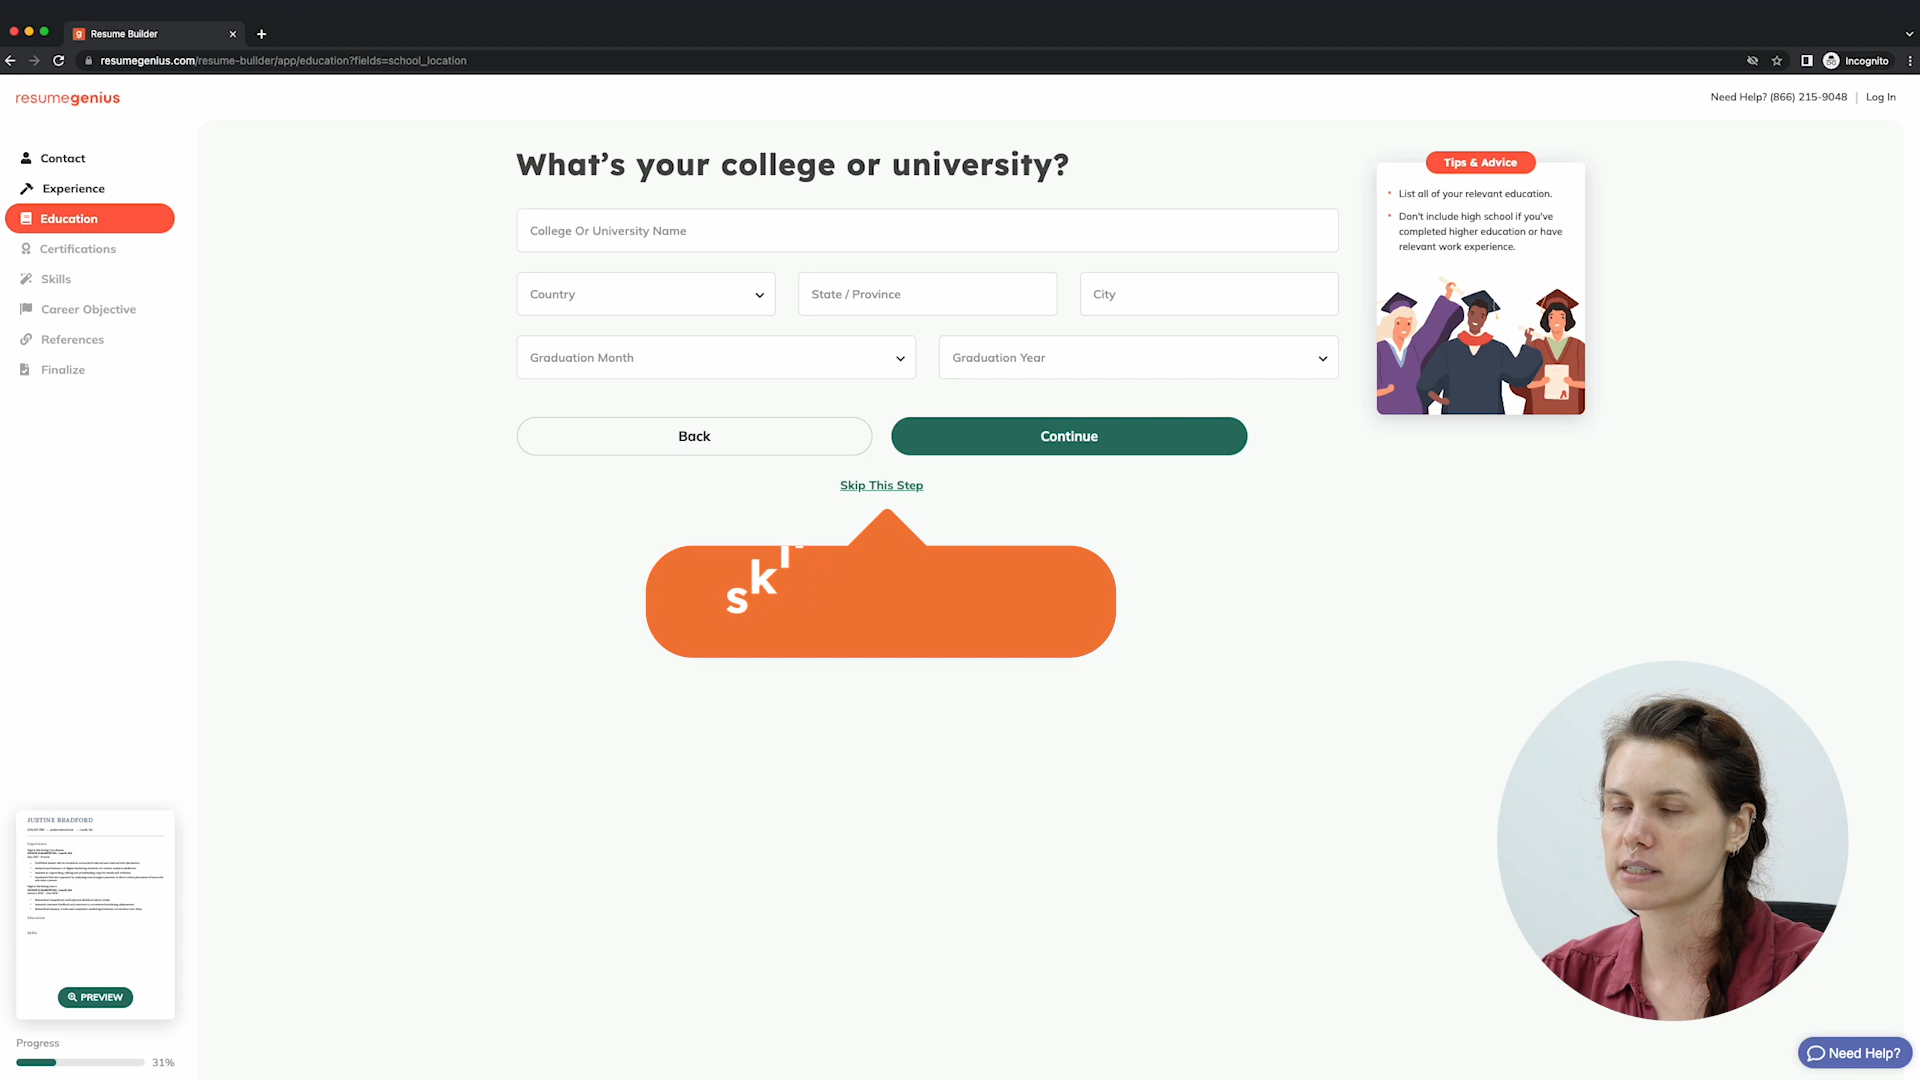 Resume Builder
resumegenius.com/resume-builder/app/education?fields=school_location
Incognito
resumegenius
Need Help? (866) 215-9048
Log In
Contact
Experience
Education
Certifications
Skills
Career Objective
References
Finalize
What's your college or university?
College Or University Name
Country
State / Province
City
Graduation Month
Graduation Year
Back
Continue
Skip This Step
sk
Tips & Advice
List all of your relevant education.
Don't include high school if you've
completed higher education or have
relevant work experience.
JUSTINE BRADFORD
PREVIEW
Progress
31%
Need Help?